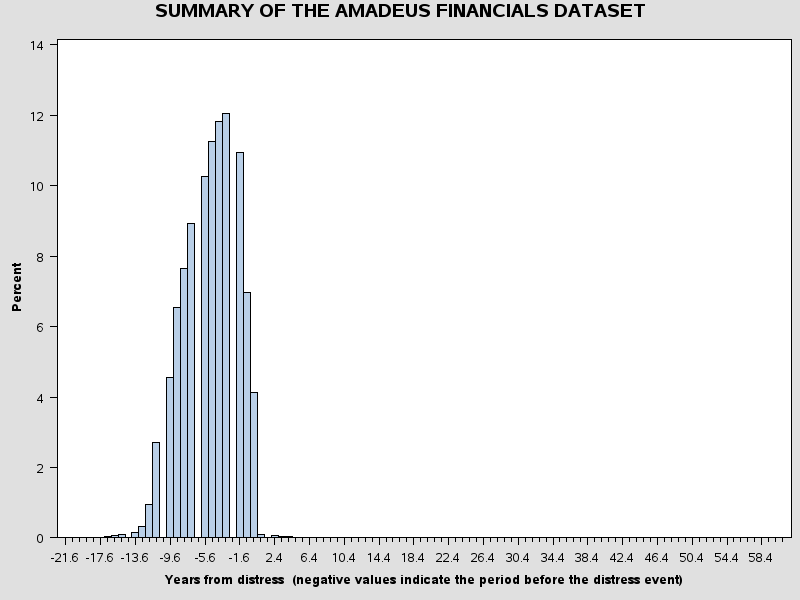 SUMMARY OF THE AMADEUS FINANCIALS DATASET
14
12
10
8
6
4
2
0
Percent
-21.6 -17.6 -13.6 -9.6 -5.6 -1.6 2.4 6.4 10.4 14.4 18.4 22.4 26.4 30.4 34.4 38.4 42.4 46.4 50.4 54.4 58.4
Years from distress (negative values indicate the period before the distress event)